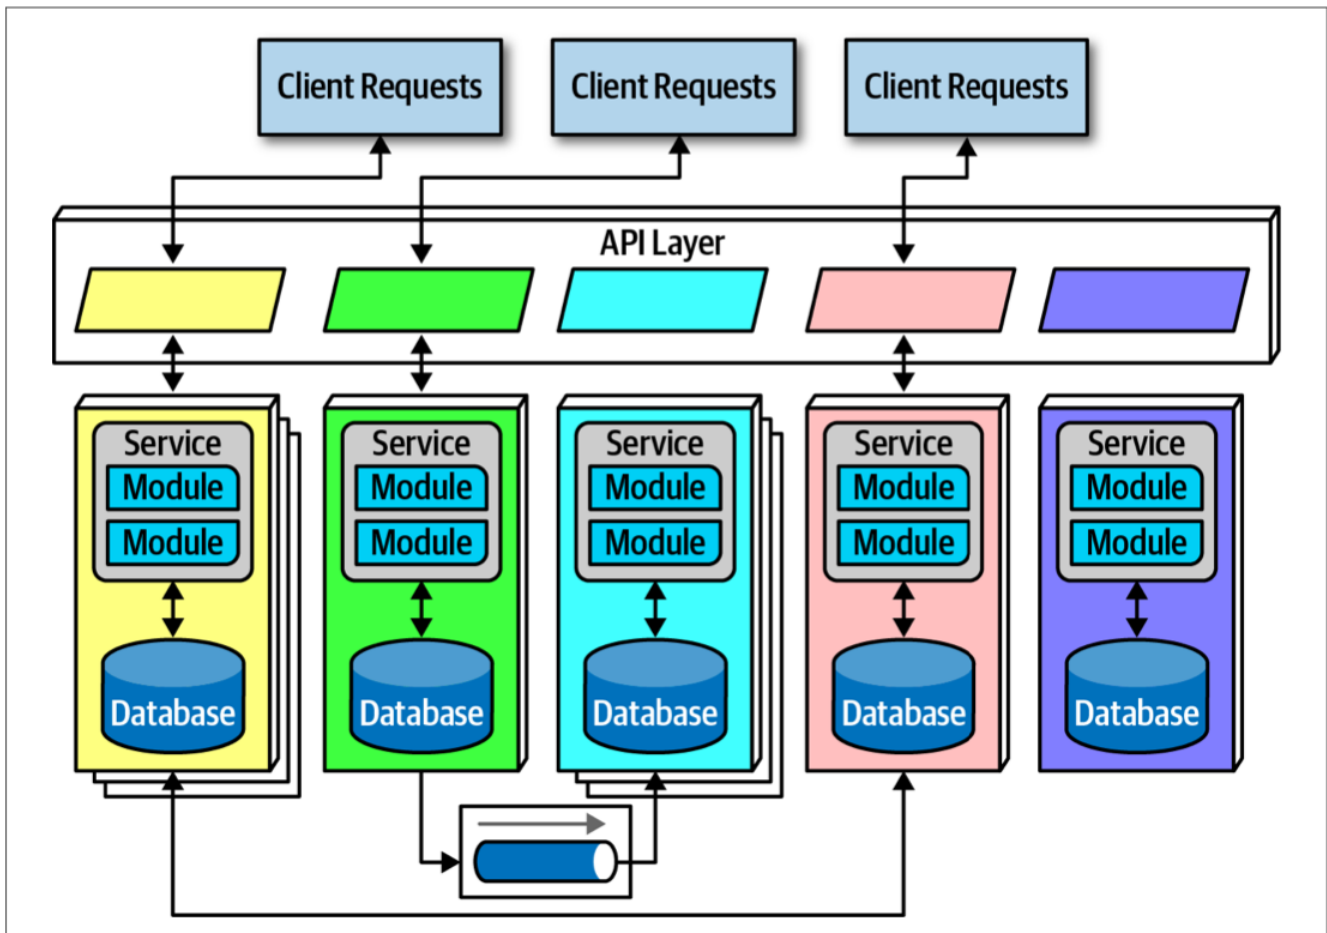 Client Requests
Client Requests
Client Requests
API Layer
Service
Module
Module
Database
Service
Module
Module
Database
Service
Module
Module
Database
Service
Module
Module
Database
Service
Module
Module
Database